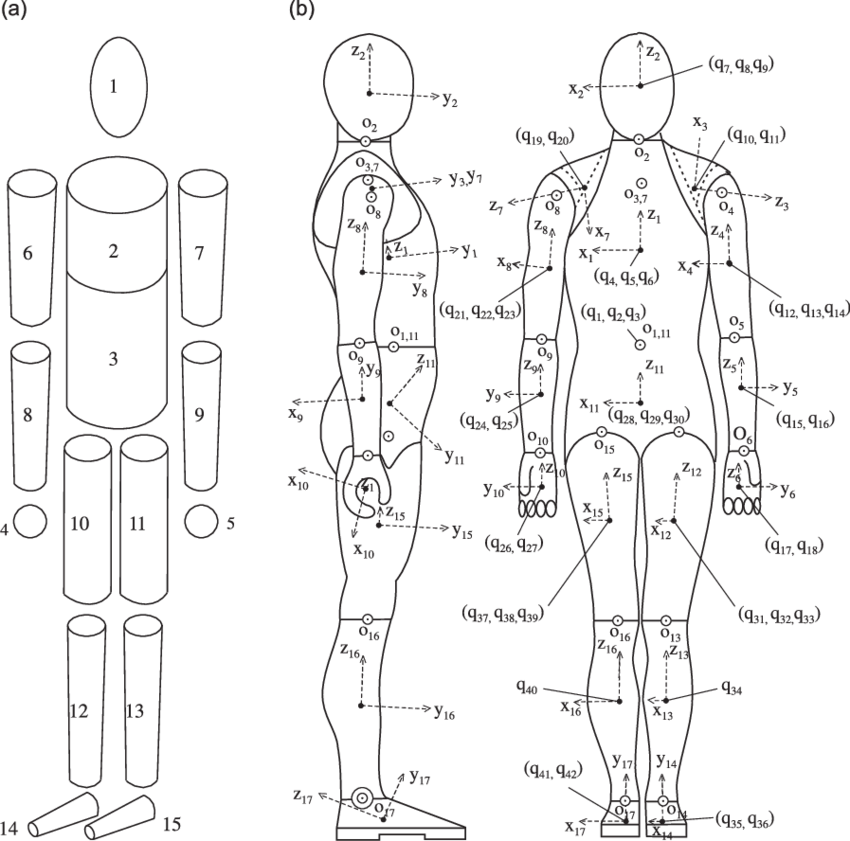 (a)
1
2
3
6
7
8
9
4
5
10
11
12
13
14
15
(b)
z2
y2
o2
o3,7
y3,y7
o8
z8
z1
y1
y8
o9
o1,11
y9
z11
x9
y11
x10
z1
z15
x10
y15
o16
z16
y16
z17
y17
o17
z2
(q7, q8,q9)
x2
(q19, q20)
x3
(q10, q11)
o2
o3,7
z7
o8
o4
z3
z8
x7
z1
z4
x8
x1
x4
(q4, q5,q6)
(q21, q22,q23)
(q12, q13,q14)
(q1, q2,q3)
o9
o1,11
o5
z9
z11
z5
y9
x11
y5
(q24, q25)
(q28, q29, q30)
(q15, q16)
o10
o15
O6
z10
z15
z12
z6
y10
y6
x15
x12
(q26, q27)
(q17, q18)
(q37, q38, q39)
(q31, q32,q33)
o16
o13
z16
z13
q40
q34
x16
x13
y17
y14
(q41, q42)
o17
o14
(q35, q36)
x17
x14